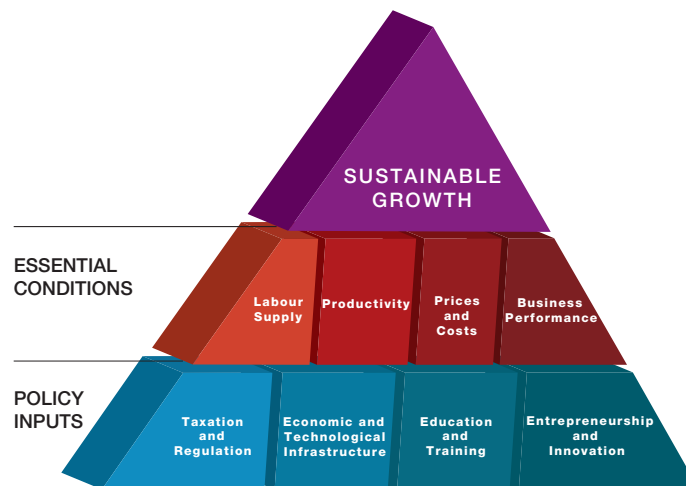 SUSTAINABLE
GROWTH
ESSENTIAL
CONDITIONS
Labour
Supply
Productivity
Prices
and
Costs
Business
Performance
POLICY
INPUTS
Taxation
and
Regulation
Economic and
Technological
Infrastructure
Education
and
Training
Entrepreneurship
and
Innovation